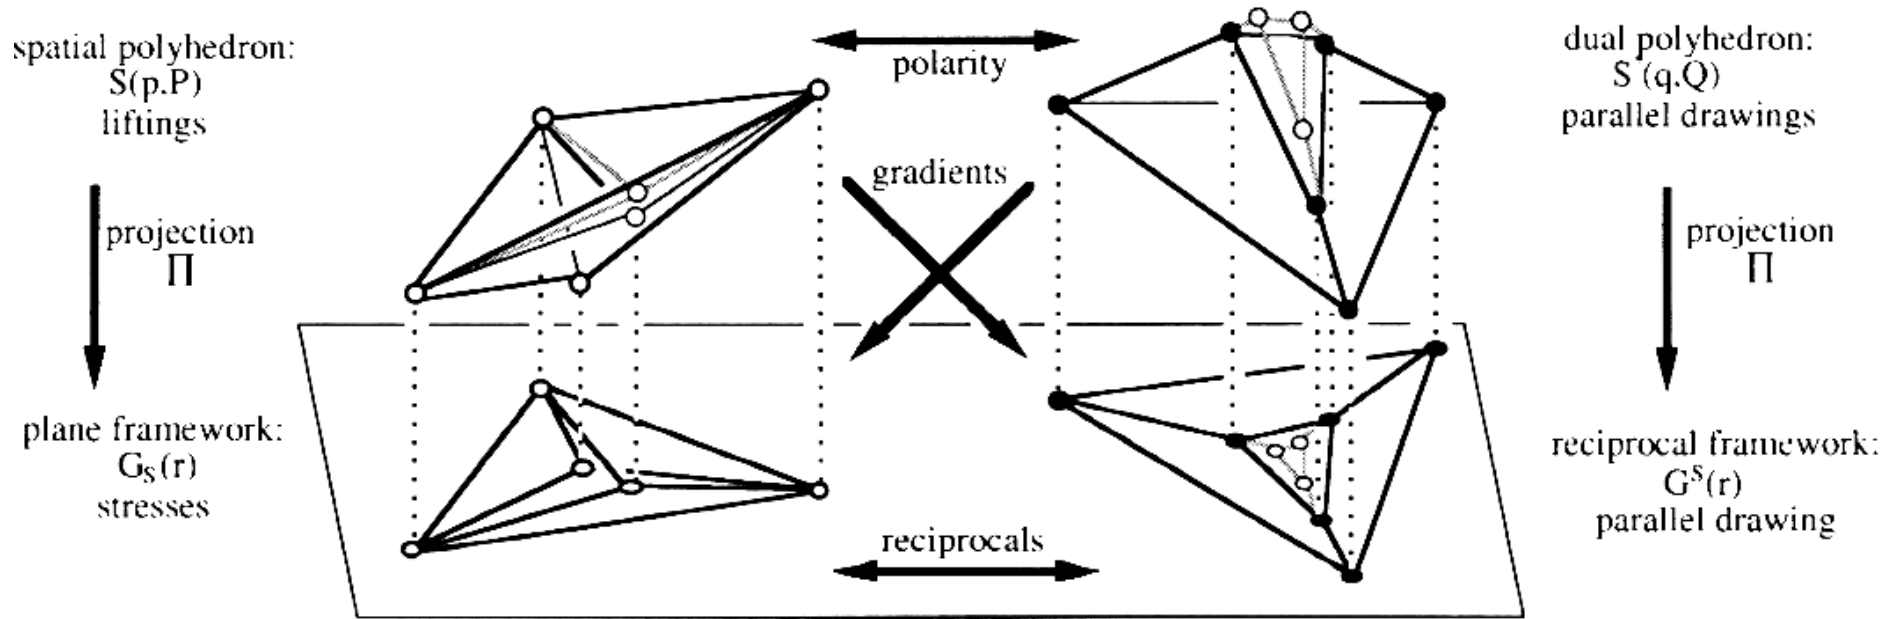 spatial polyhedron:
S(p.P)
liftings
projection
∏
plane framework:
G_S(r)
stresses
polarity
gradients
reciprocals
dual polyhedron:
S (q.Q)
parallel drawings
projection
∏
reciprocal framework:
G^S(r)
parallel drawing